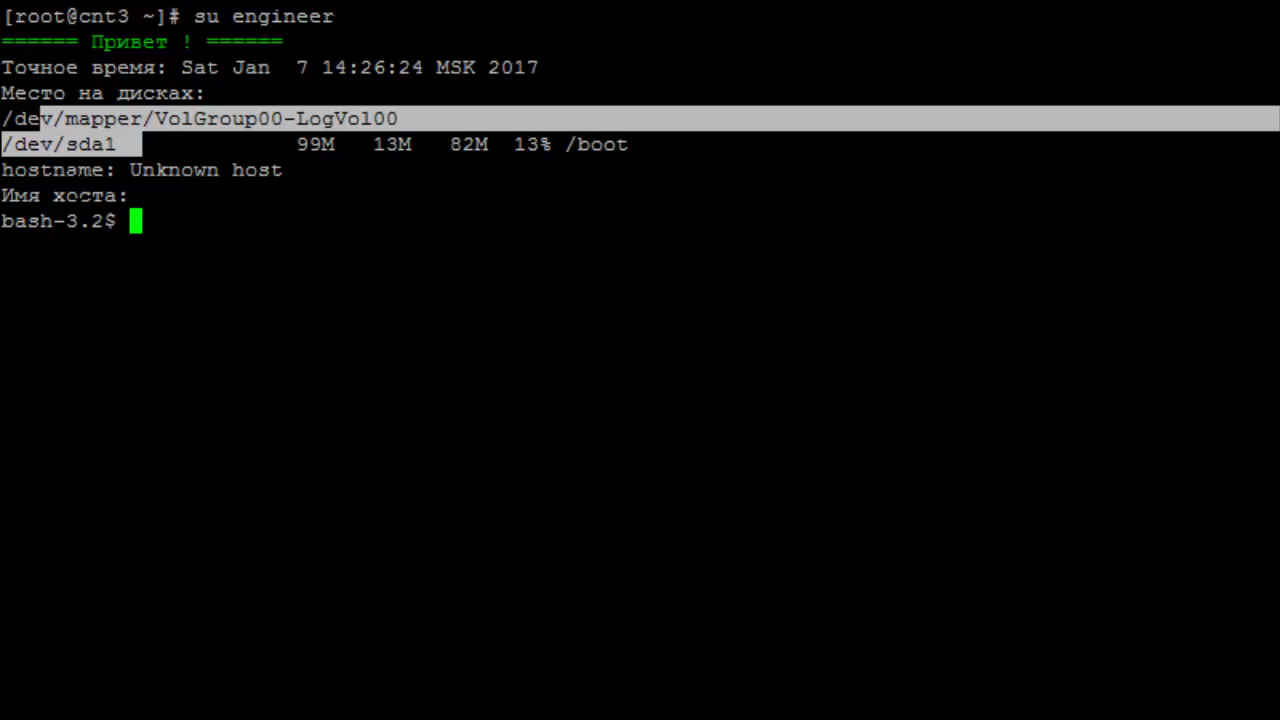 [root@cnt3 ~]# su engineer
====== Привет ! ======
Точное время: Sat Jan  7 14:26:24 MSK 2017
Место на дисках:
/dev/mapper/VolGroup00-LogVol00
/dev/sda1              99M   13M   82M  13% /boot
hostname: Unknown host
Имя хоста:
bash-3.2$